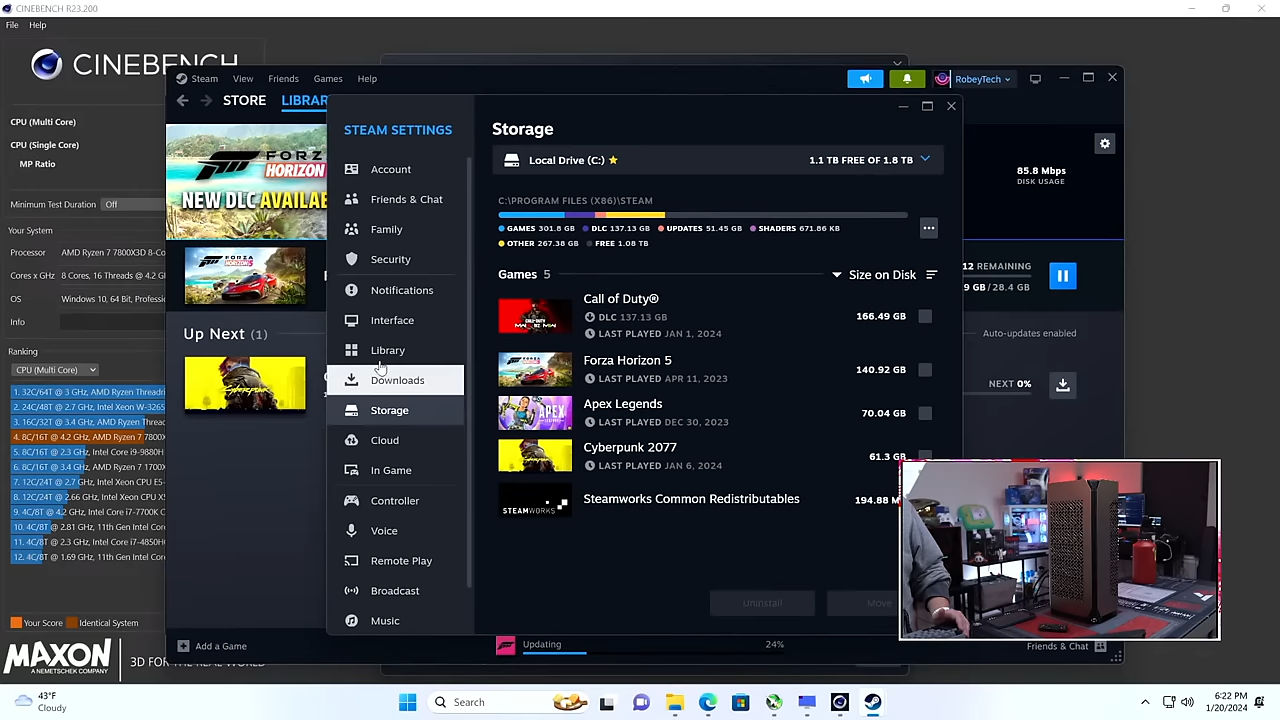 CINEBENCH R23.200
File Help
CINEBENCH
CPU (Multi Core)
CPU (Single Core)
MP Ratio
Minimum Test Duration Off
Your System
Processor AMD Ryzen 7 7800X3D 8-Co
Cores x GHz 8 Cores, 16 Threads @ 4.2 G
OS Windows 10, 64 Bit, Profess
Info
Ranking
CPU (Multi Core)
1. 32C/64T @ 3 GHz, AMD Ryzen Threadri
2. 24C/48T @ 2.7 GHz, Intel Xeon W-3265
3. 16C/32T @ 3.4 GHz, AMD Ryzen Threa
4. 8C/16T @ 4.2 GHz, AMD Ryzen 7 7800X
5. 8C/16T @ 2.3 GHz, Intel Core i9-9880H
6. 8C/16T @ 3.4 GHz, AMD Ryzen 7 1700X
7. 12C/24T @ 2.7 GHz, Intel Xeon CPU E5-
8. 12C/24T @ 2.66 GHz, Intel Xeon CPU X5
9. 4C/8T @ 4.2 GHz, Intel Core i7-7700K C
10. 4C/8T @ 2.81 GHz, 11th Gen Intel Core
11. 4C/8T @ 2.3 GHz, Intel Core i7-4850H
12. 4C/8T @ 1.69 GHz, 11th Gen Intel Core
Your Score Identical System
MAXON
A NEMETSCHEK COMPANY
3D FOR THE REAL WORLD
Steam View Friends Games Help
RobeyTech
STORE LIBRAR
FORZA
HORIZON
NEW DLC AVAILAB
Up Next (1)
Add a Game
STEAM SETTINGS
Account
Friends & Chat
Family
Security
Notifications
Interface
Library
Downloads
Storage
Cloud
In Game
Controller
Voice
Remote Play
Broadcast
Music
Storage
Local Drive (C:) 1.1 TB FREE OF 1.8 TB
C:\PROGRAM FILES (X86)\STEAM
GAMES 301.8 GB DLC 137.13 GB UPDATES 51.45 GB SHADERS 671.86 KB
OTHER 267.38 GB FREE 1.08 TB
Games 5 Size on Disk
Call of Duty® 166.49 GB
DLC 137.13 GB
LAST PLAYED JAN 1, 2024
Forza Horizon 5 140.92 GB
LAST PLAYED APR 11, 2023
APEX Apex Legends 70.04 GB
LAST PLAYED DEC 30, 2023
Cyberpunk 2077 61.3 GB
LAST PLAYED JAN 6, 2024
STEAMWORKS Steamworks Common Redistributables 194.88 M
Uninstall Move
85.8 Mbps
DISK USAGE
12 REMAINING
9 GB / 28.4 GB
Auto-updates enabled
NEXT 0%
Updating 24%
Friends & Chat
43°F
Cloudy
Search
6:22 PM
1/20/2024